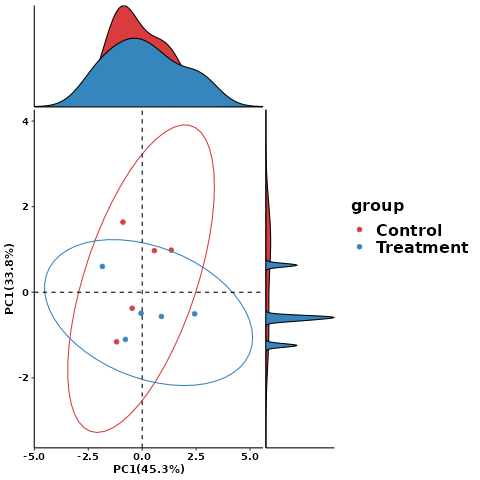 4
2
0
-2
-5.0
-2.5
0.0
2.5
5.0
PC1(33.8%)
PC1(45.3%)
group
Control
Treatment